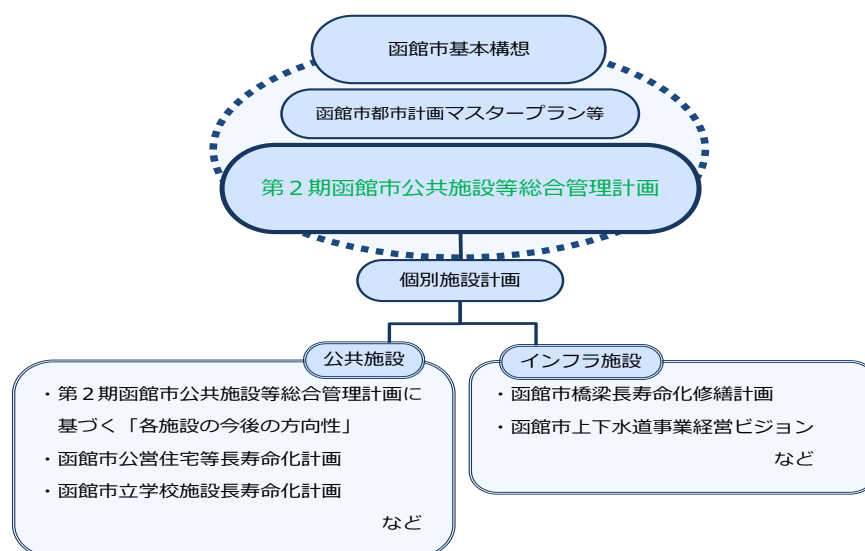 函館市基本構想
函館市都市計画マスタープラン等
第２期函館市公共施設等総合管理計画
個別施設計画
公共施設
・第２期函館市公共施設等総合管理計画に
基づく「各施設の今後の方向性」
・函館市公営住宅等長寿命化計画
・函館市立学校施設長寿命化計画
など
インフラ施設
・函館市橋梁長寿命化修繕計画
・函館市上下水道事業経営ビジョン
など